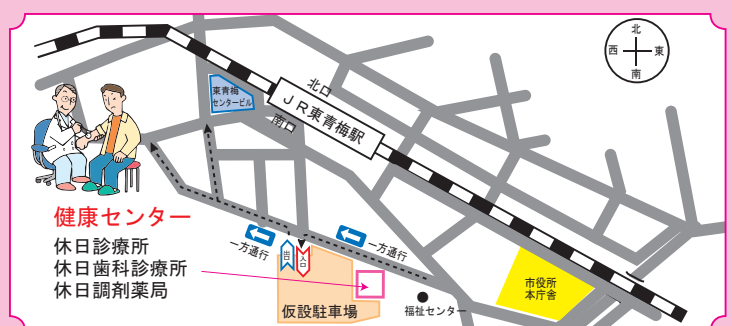 北
西
東
南
東青梅
センタービル
北口
JR東青梅駅
南口
健康センター
休日診療所
休日歯科診療所
休日調剤薬局
一方通行
出口
入口
一方通行
仮設駐車場
福祉センター
市役所
本庁舎